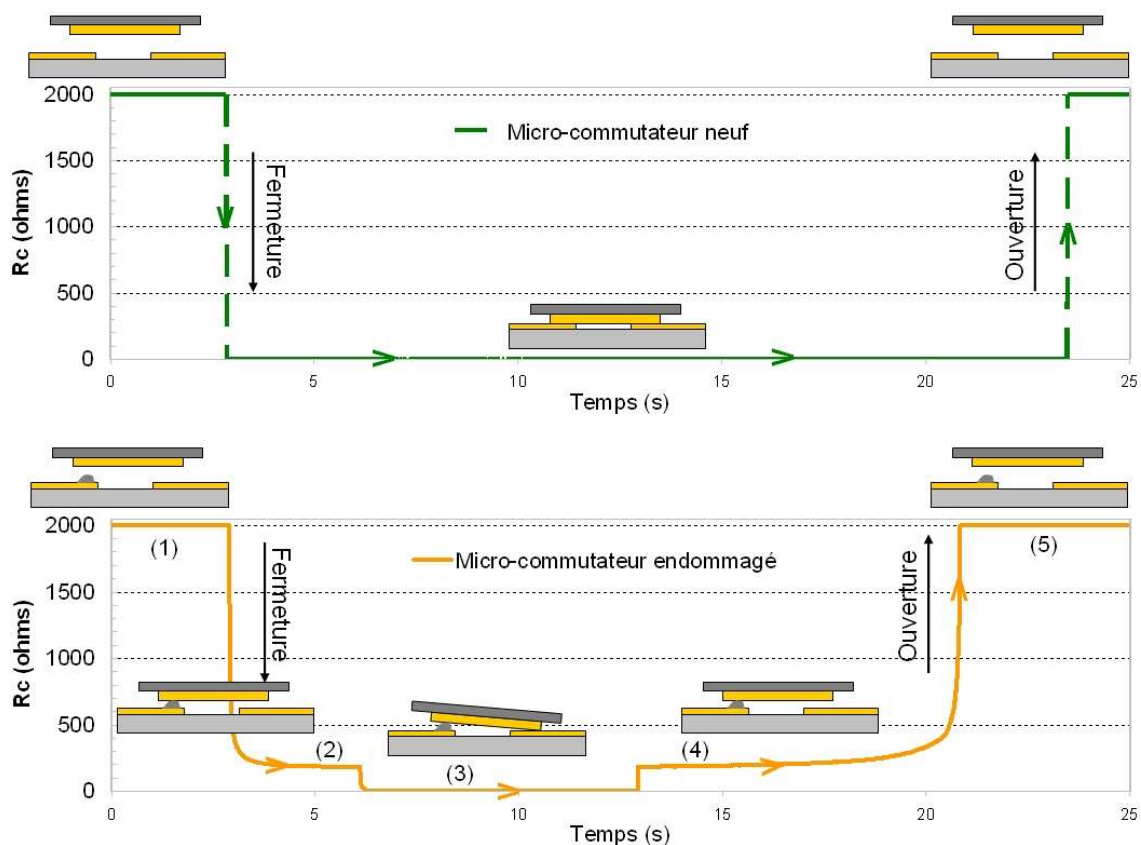 2000
1500
1000
500
0
Rc (ohms)
Micro-commutateur neuf
Fermeture
Ouverture
0 5 10 15 20 25
Temps (s)
2000
1500
1000
500
0
Rc (ohms)
(1)
Fermeture
Micro-commutateur endommagé
Ouverture
(5)
(2)
(3)
(4)
0 5 10 15 20 25
Temps (s)